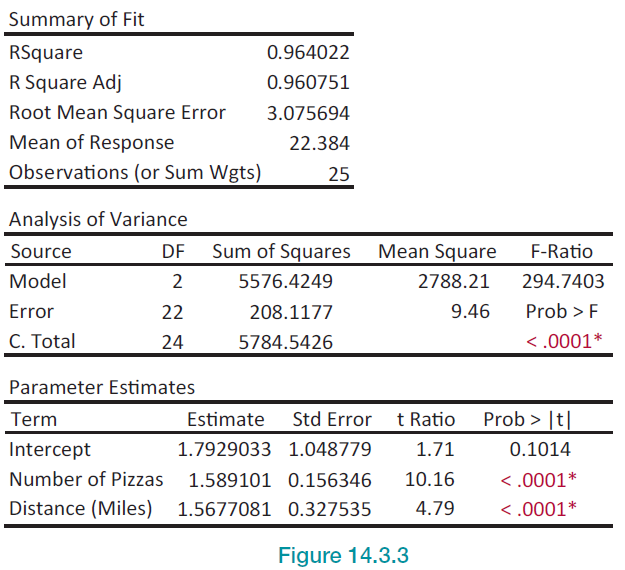 Summary of Fit
RSquare 0.964022
R Square Adj 0.960751
Root Mean Square Error 3.075694
Mean of Response 22.384
Observations (or Sum Wgts) 25
Analysis of Variance
Source DF Sum of Squares Mean Square F-Ratio
Model 2 5576.4249 2788.21 294.7403
Error 22 208.1177 9.46 Prob > F
C. Total 24 5784.5426 < .0001*
Parameter Estimates
Term Estimate Std Error t Ratio Prob > |t|
Intercept 1.7929033 1.048779 1.71 0.1014
Number of Pizzas 1.589101 0.156346 10.16 < .0001*
Distance (Miles) 1.5677081 0.327535 4.79 < .0001*
Figure 14.3.3